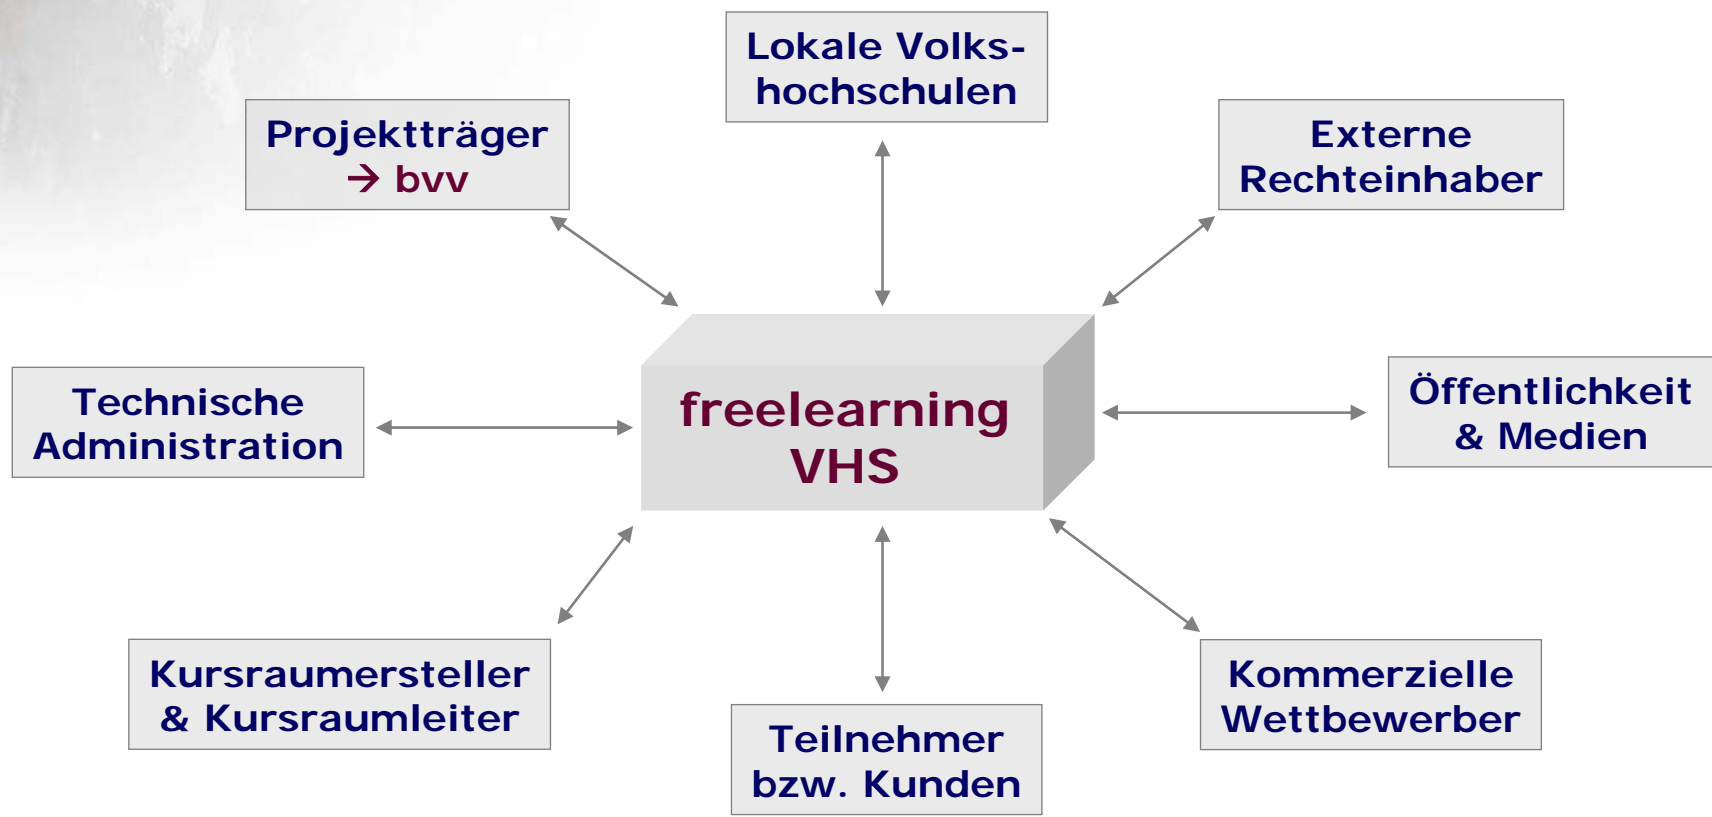 Lokale Volks-
hochschulen
Projektträger
→ bvv
Externe
Rechteinhaber
Technische
Administration
freelearning
VHS
Öffentlichkeit
& Medien
Kursraumersteller
& Kursraumleiter
Teilnehmer
bzw. Kunden
Kommerzielle
Wettbewerber